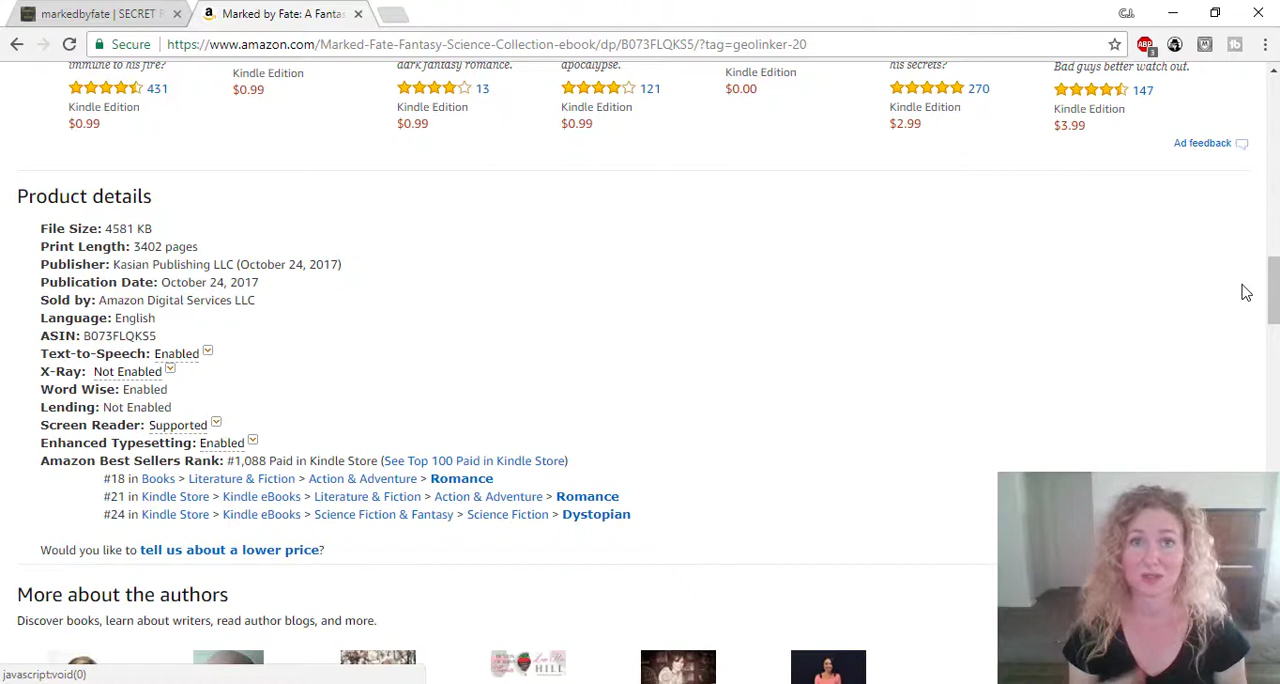 markedbyfate | SECRET F
Marked by Fate: A Fantas
C.J.
Secure
https://www.amazon.com/Marked-Fate-Fantasy-Science-Collection-ebook/dp/B073FLQKS5/?tag=geolinker-20
ABP
3
immune to his fire?
Kindle Edition
dark fantasy romance.
apocalypse.
Kindle Edition
his secrets?
Bad guys better watch out.
431
$0.99
13
121
$0.00
270
147
Kindle Edition
Kindle Edition
Kindle Edition
Kindle Edition
Kindle Edition
$0.99
$0.99
$0.99
$2.99
$3.99
Ad feedback
Product details
File Size: 4581 KB
Print Length: 3402 pages
Publisher: Kasian Publishing LLC (October 24, 2017)
Publication Date: October 24, 2017
Sold by: Amazon Digital Services LLC
Language: English
ASIN: B073FLQKS5
Text-to-Speech: Enabled
X-Ray: Not Enabled
Word Wise: Enabled
Lending: Not Enabled
Screen Reader: Supported
Enhanced Typesetting: Enabled
Amazon Best Sellers Rank: #1,088 Paid in Kindle Store (See Top 100 Paid in Kindle Store)
#18 in Books > Literature & Fiction > Action & Adventure > Romance
#21 in Kindle Store > Kindle eBooks > Literature & Fiction > Action & Adventure > Romance
#24 in Kindle Store > Kindle eBooks > Science Fiction & Fantasy > Science Fiction > Dystopian
Would you like to tell us about a lower price?
More about the authors
Discover books, learn about writers, read author blogs, and more.
HILL
javascript:void(0)